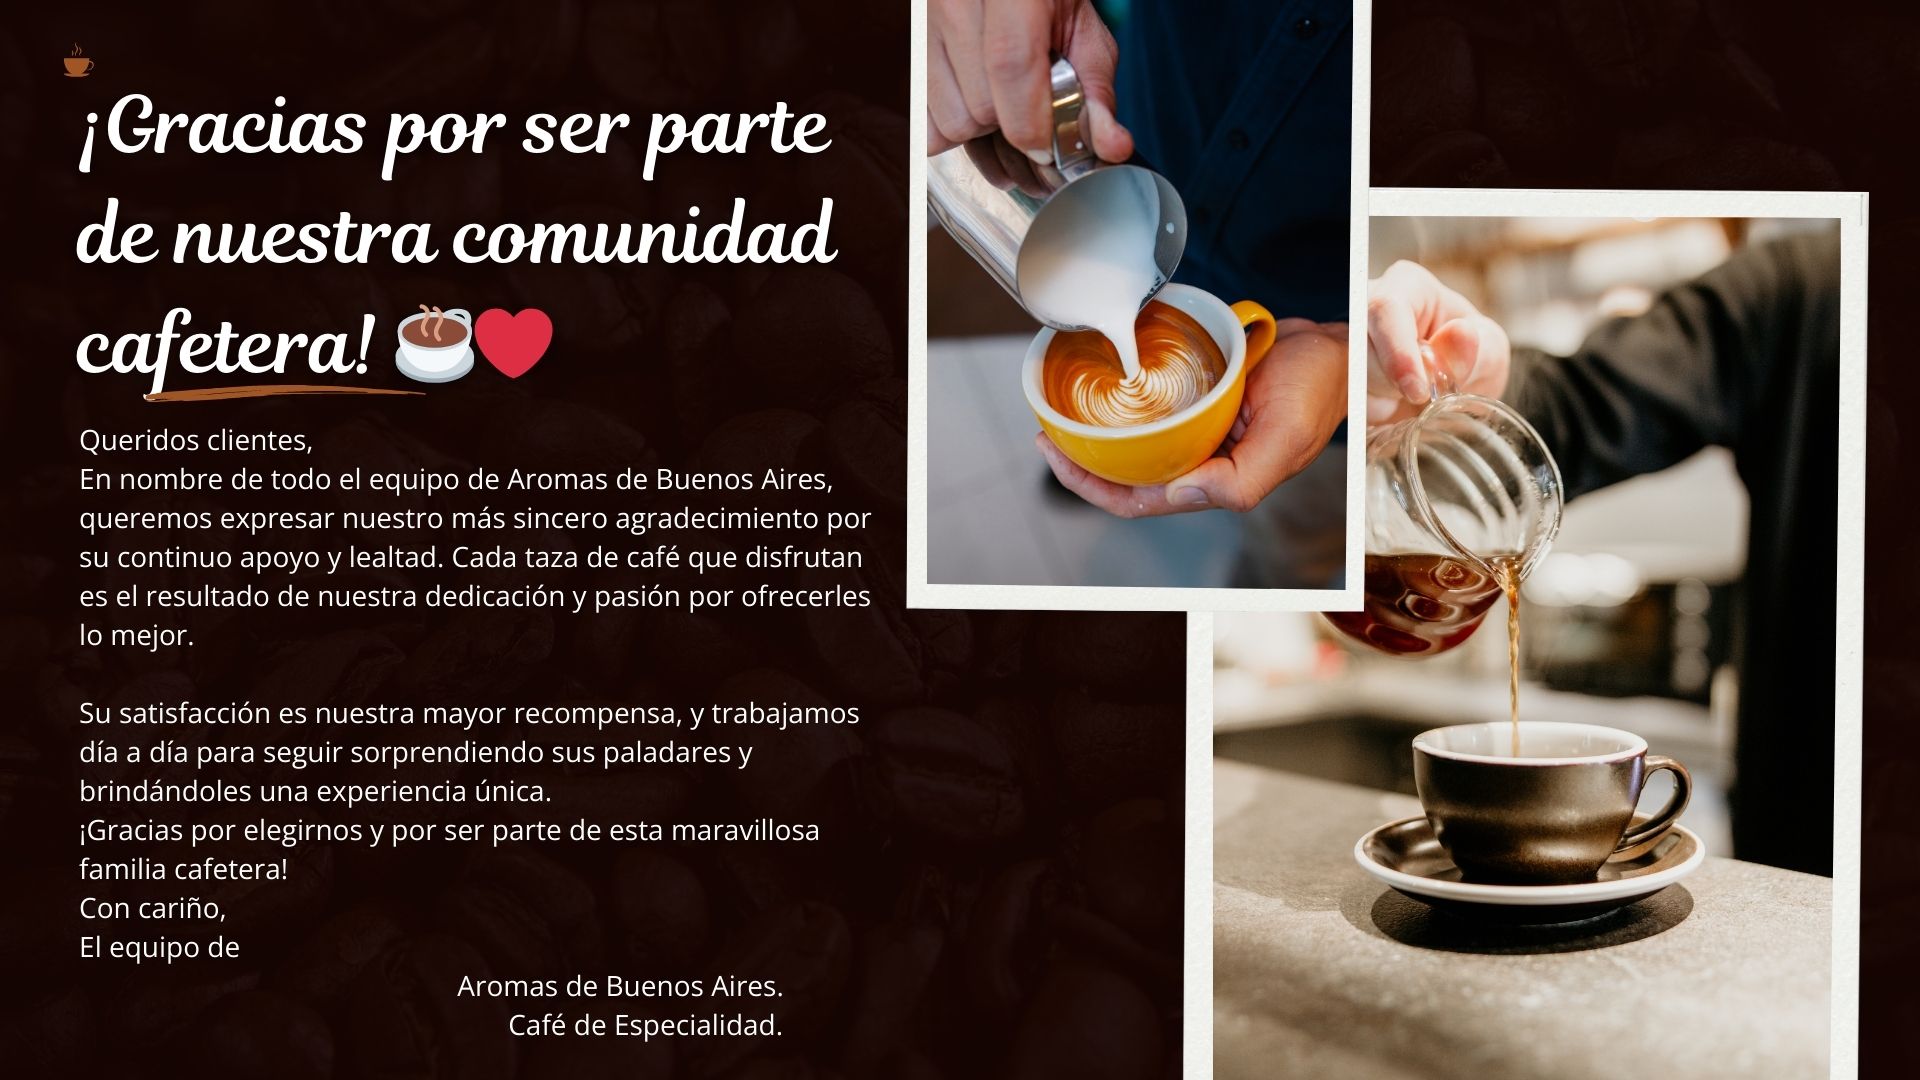 ¡Gracias por ser parte
de nuestra comunidad
cafetera! ☕❤️
Queridos clientes,
En nombre de todo el equipo de Aromas de Buenos Aires,
queremos expresar nuestro más sincero agradecimiento por
su continuo apoyo y lealtad. Cada taza de café que disfrutan
es el resultado de nuestra dedicación y pasión por ofrecerles
lo mejor.
Su satisfacción es nuestra mayor recompensa, y trabajamos
día a día para seguir sorprendiendo sus paladares y
brindándoles una experiencia única.
¡Gracias por elegirnos y por ser parte de esta maravillosa
familia cafetera!
Con cariño,
El equipo de
Aromas de Buenos Aires.
Café de Especialidad.